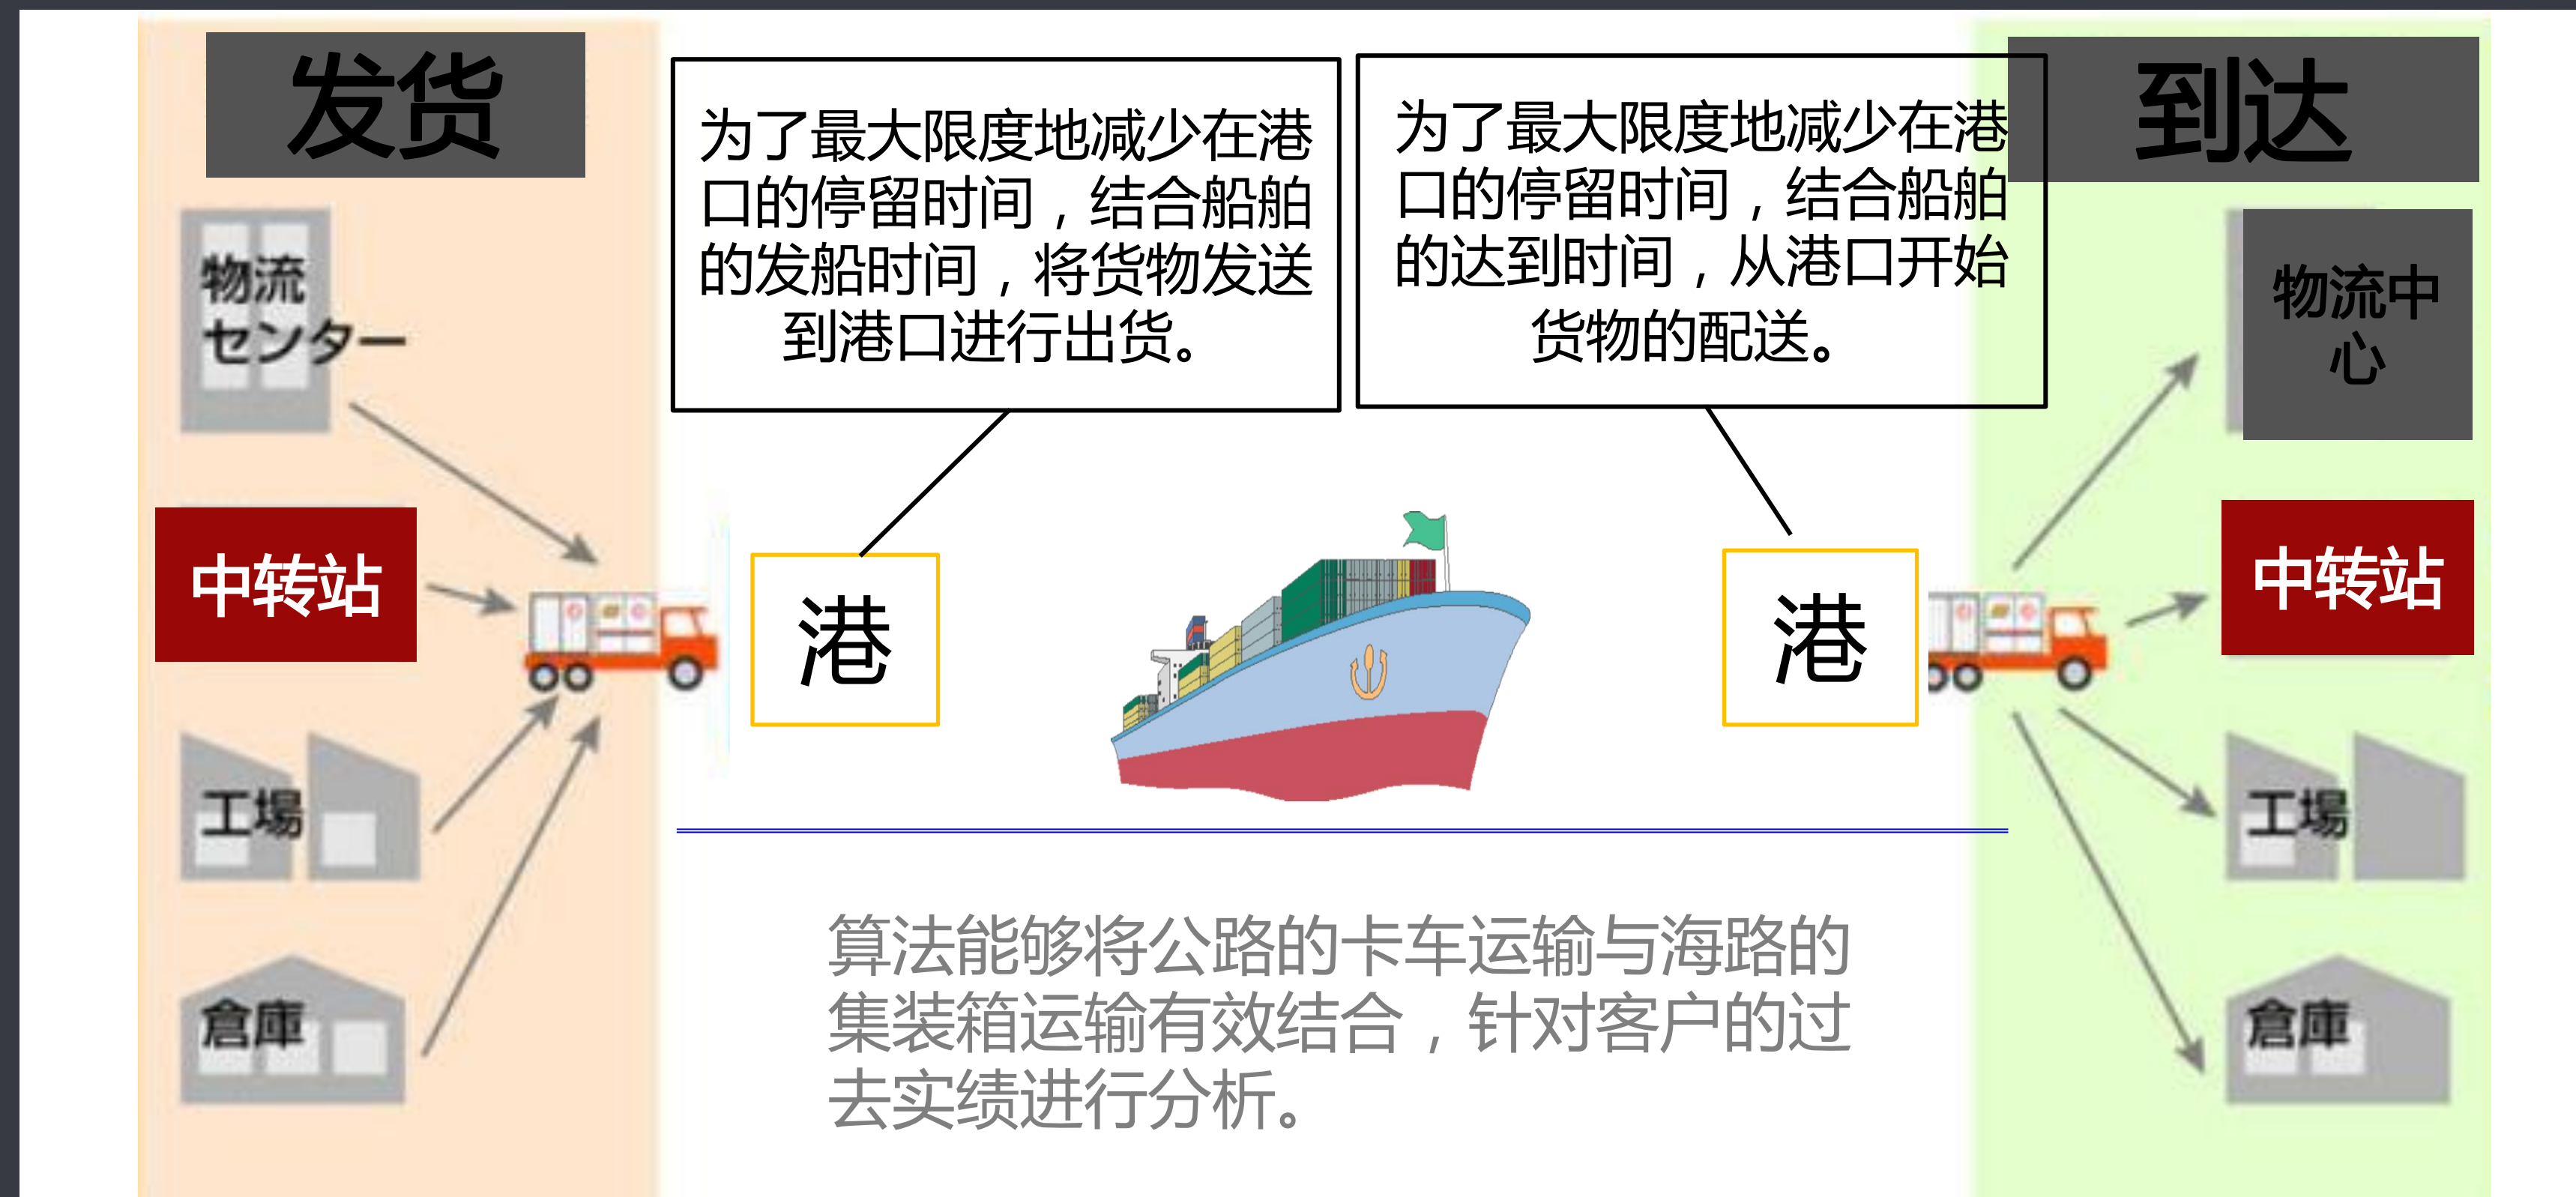 发货
为了最大限度地减少在港
口的停留时间，结合船舶
的发船时间，将货物发送
到港口进行出货。
为了最大限度地减少在港
口的停留时间，结合船舶
的达到时间，从港口开始
货物的配送。
到达
物流
センター
物流中
心
中转站
港
港
中转站
工場
工場
倉庫
倉庫
算法能够将公路的卡车运输与海路的
集装箱运输有效结合，针对客户的过
去实绩进行分析。